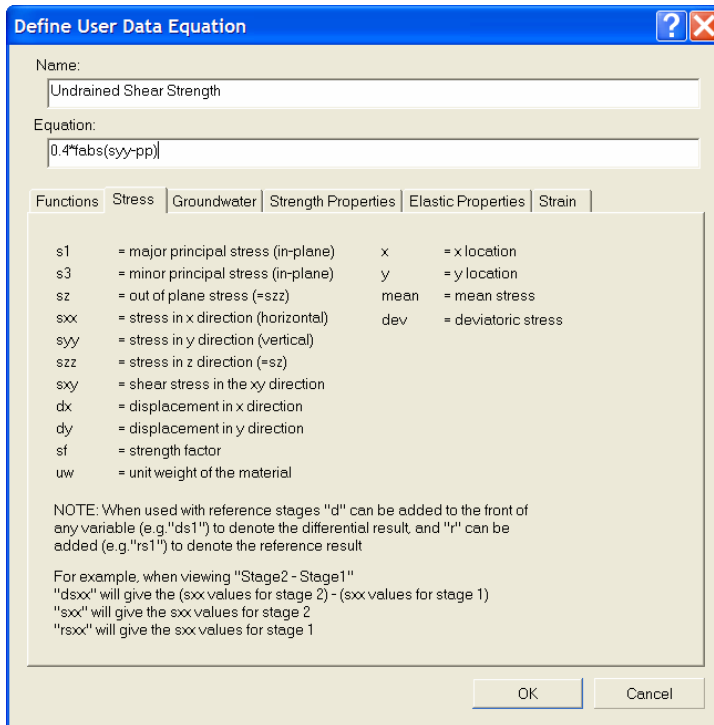 Define User Data Equation
Name:
Undrained Shear Strength
Equation:
0.4*fabs(syy-pp)
Functions Stress Groundwater Strength Properties Elastic Properties Strain
s1 = major principal stress (in-plane) x = x location
s3 = minor principal stress (in-plane) y = y location
sz = out of plane stress (=szz) mean = mean stress
sxx = stress in x direction (horizontal) dev = deviatoric stress
syy = stress in y direction (vertical)
szz = stress in z direction (=sz)
sxy = shear stress in the xy direction
dx = displacement in x direction
dy = displacement in y direction
sf = strength factor
uw = unit weight of the material
NOTE: When used with reference stages "d" can be added to the front of
any variable (e.g."ds1") to denote the differential result, and "r" can be
added (e.g."rs1") to denote the reference result
For example, when viewing "Stage2 - Stage1"
"dsxx" will give the (sxx values for stage 2) - (sxx values for stage 1)
"sxx" will give the sxx values for stage 2
"rsxx" will give the sxx values for stage 1
OK Cancel